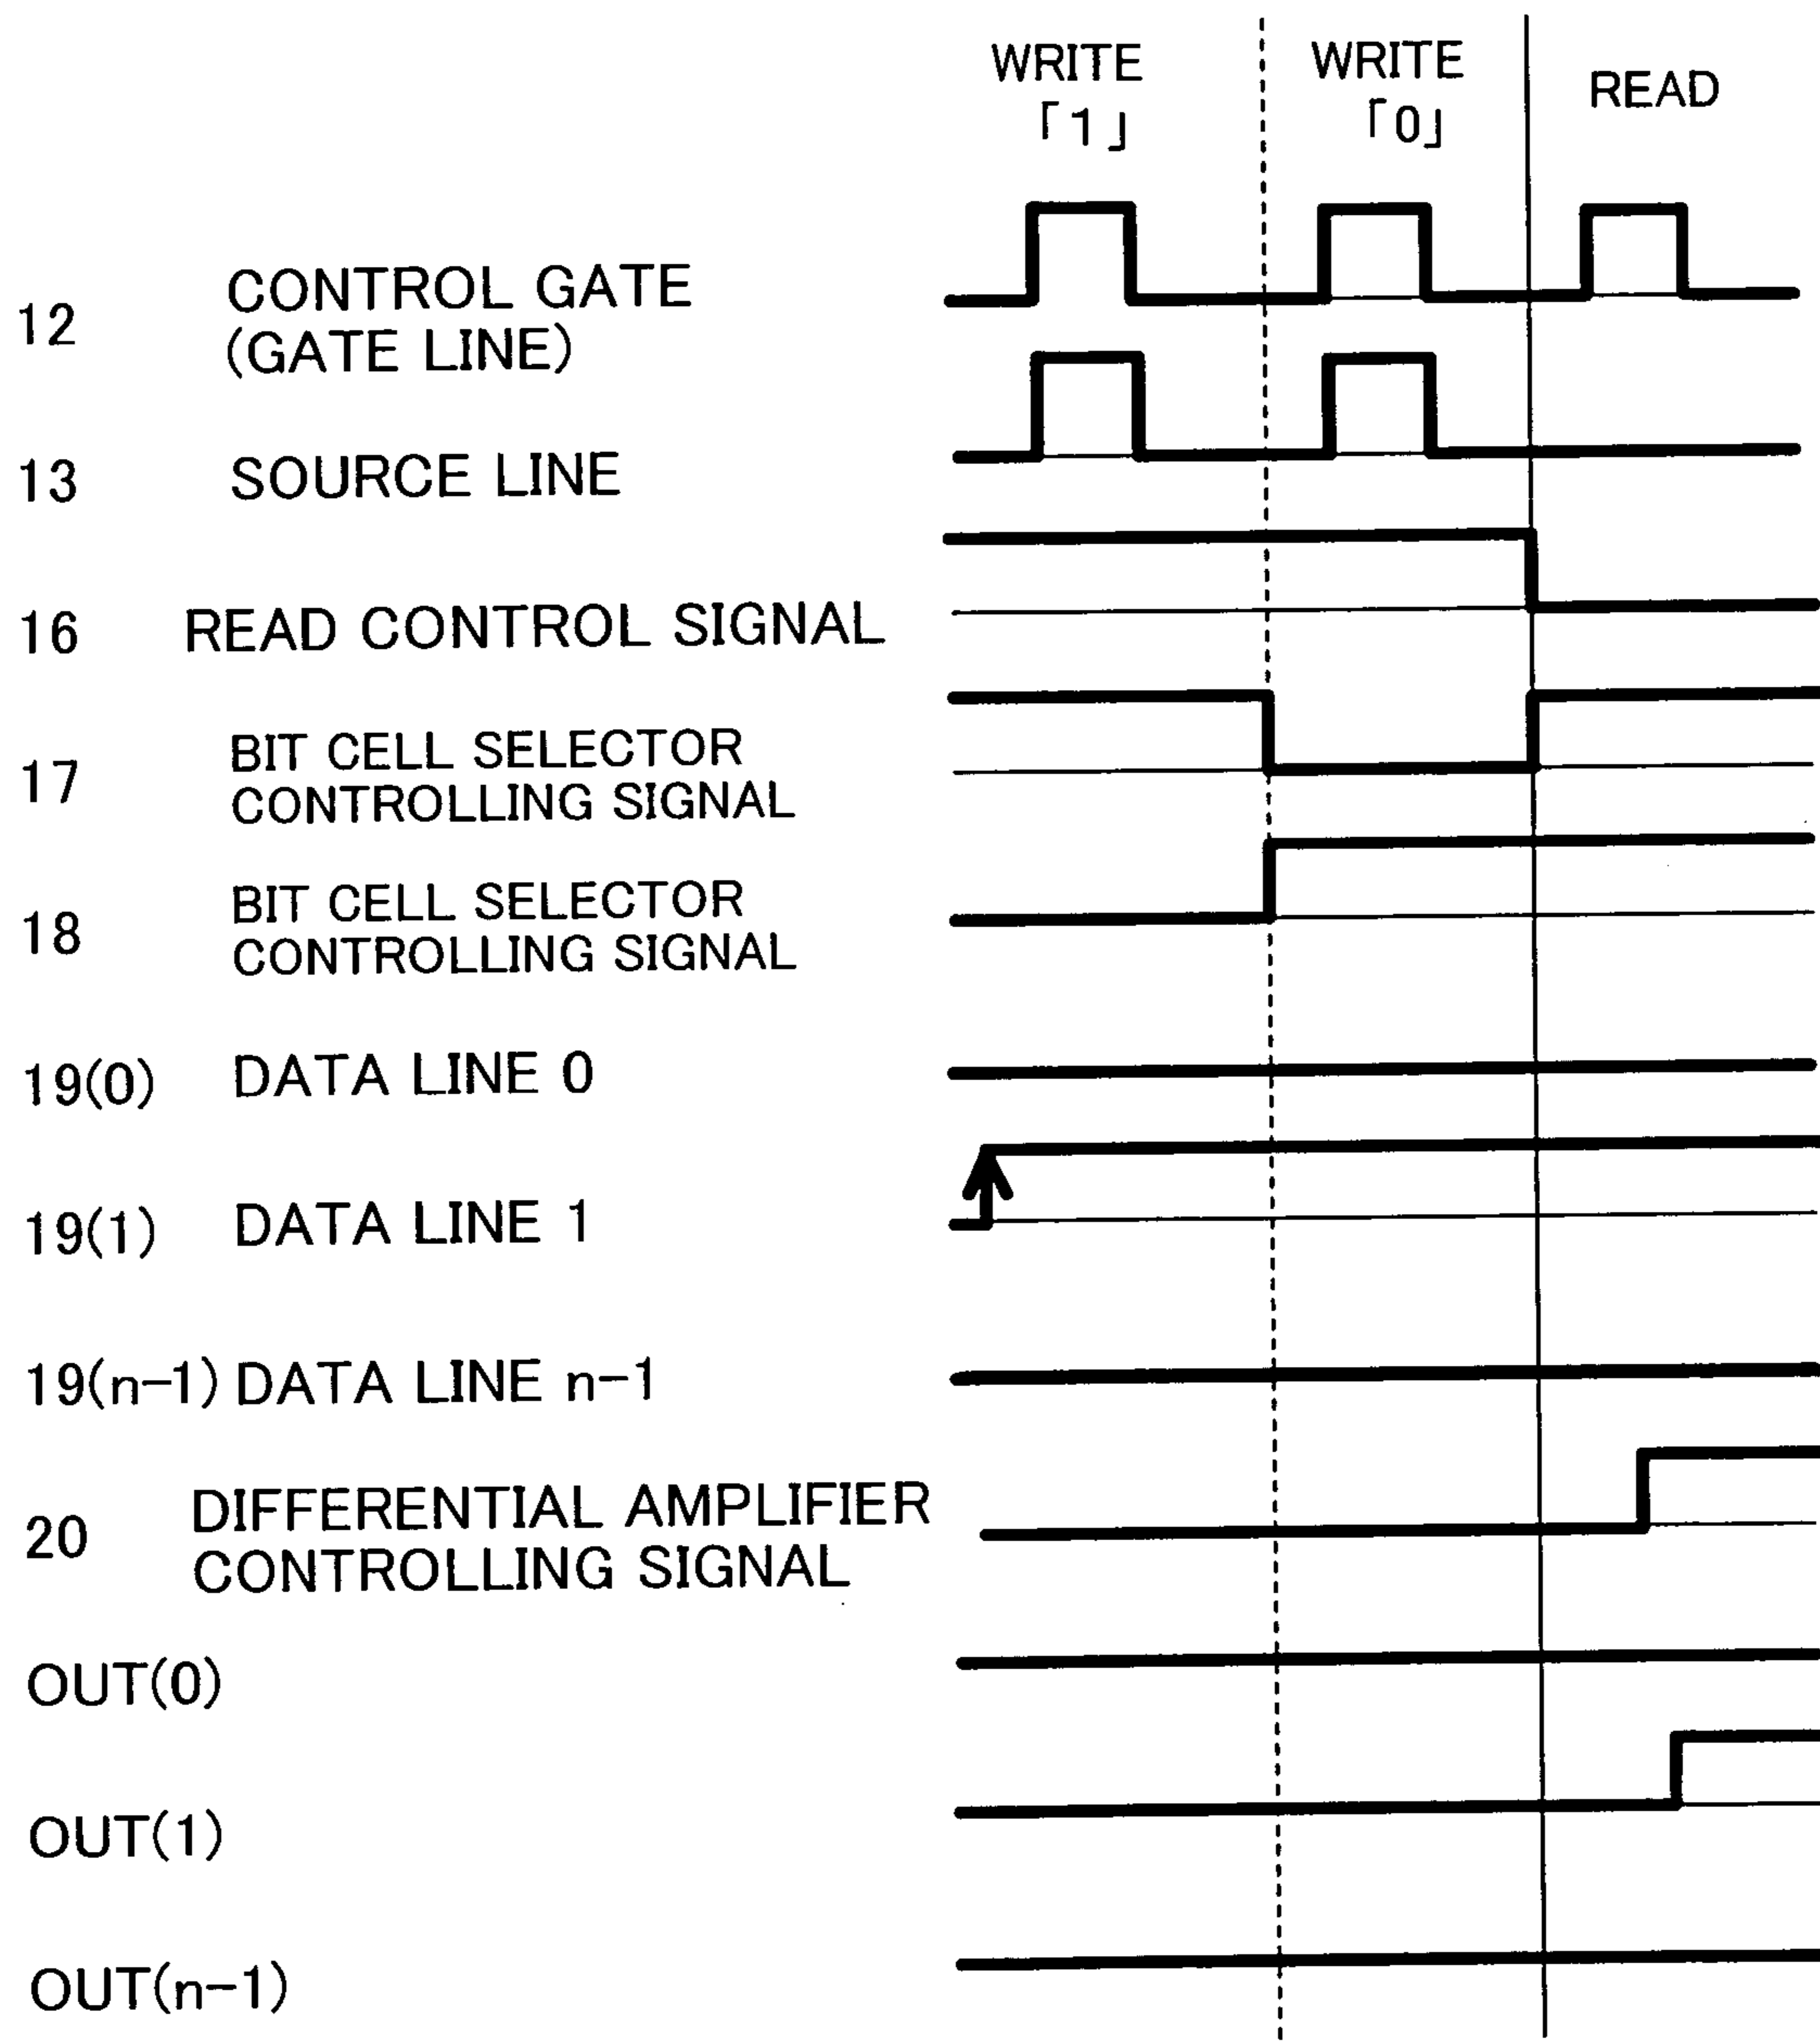 WRITE
「1」
WRITE
「0」
READ
12 CONTROL GATE
(GATE LINE)
13 SOURCE LINE
16 READ CONTROL SIGNAL
17 BIT CELL SELECTOR
CONTROLLING SIGNAL
18 BIT CELL SELECTOR
CONTROLLING SIGNAL
19(0) DATA LINE 0
19(1) DATA LINE 1
19(n-1) DATA LINE n-1
20 DIFFERENTIAL AMPLIFIER
CONTROLLING SIGNAL
OUT(0)
OUT(1)
OUT(n-1)